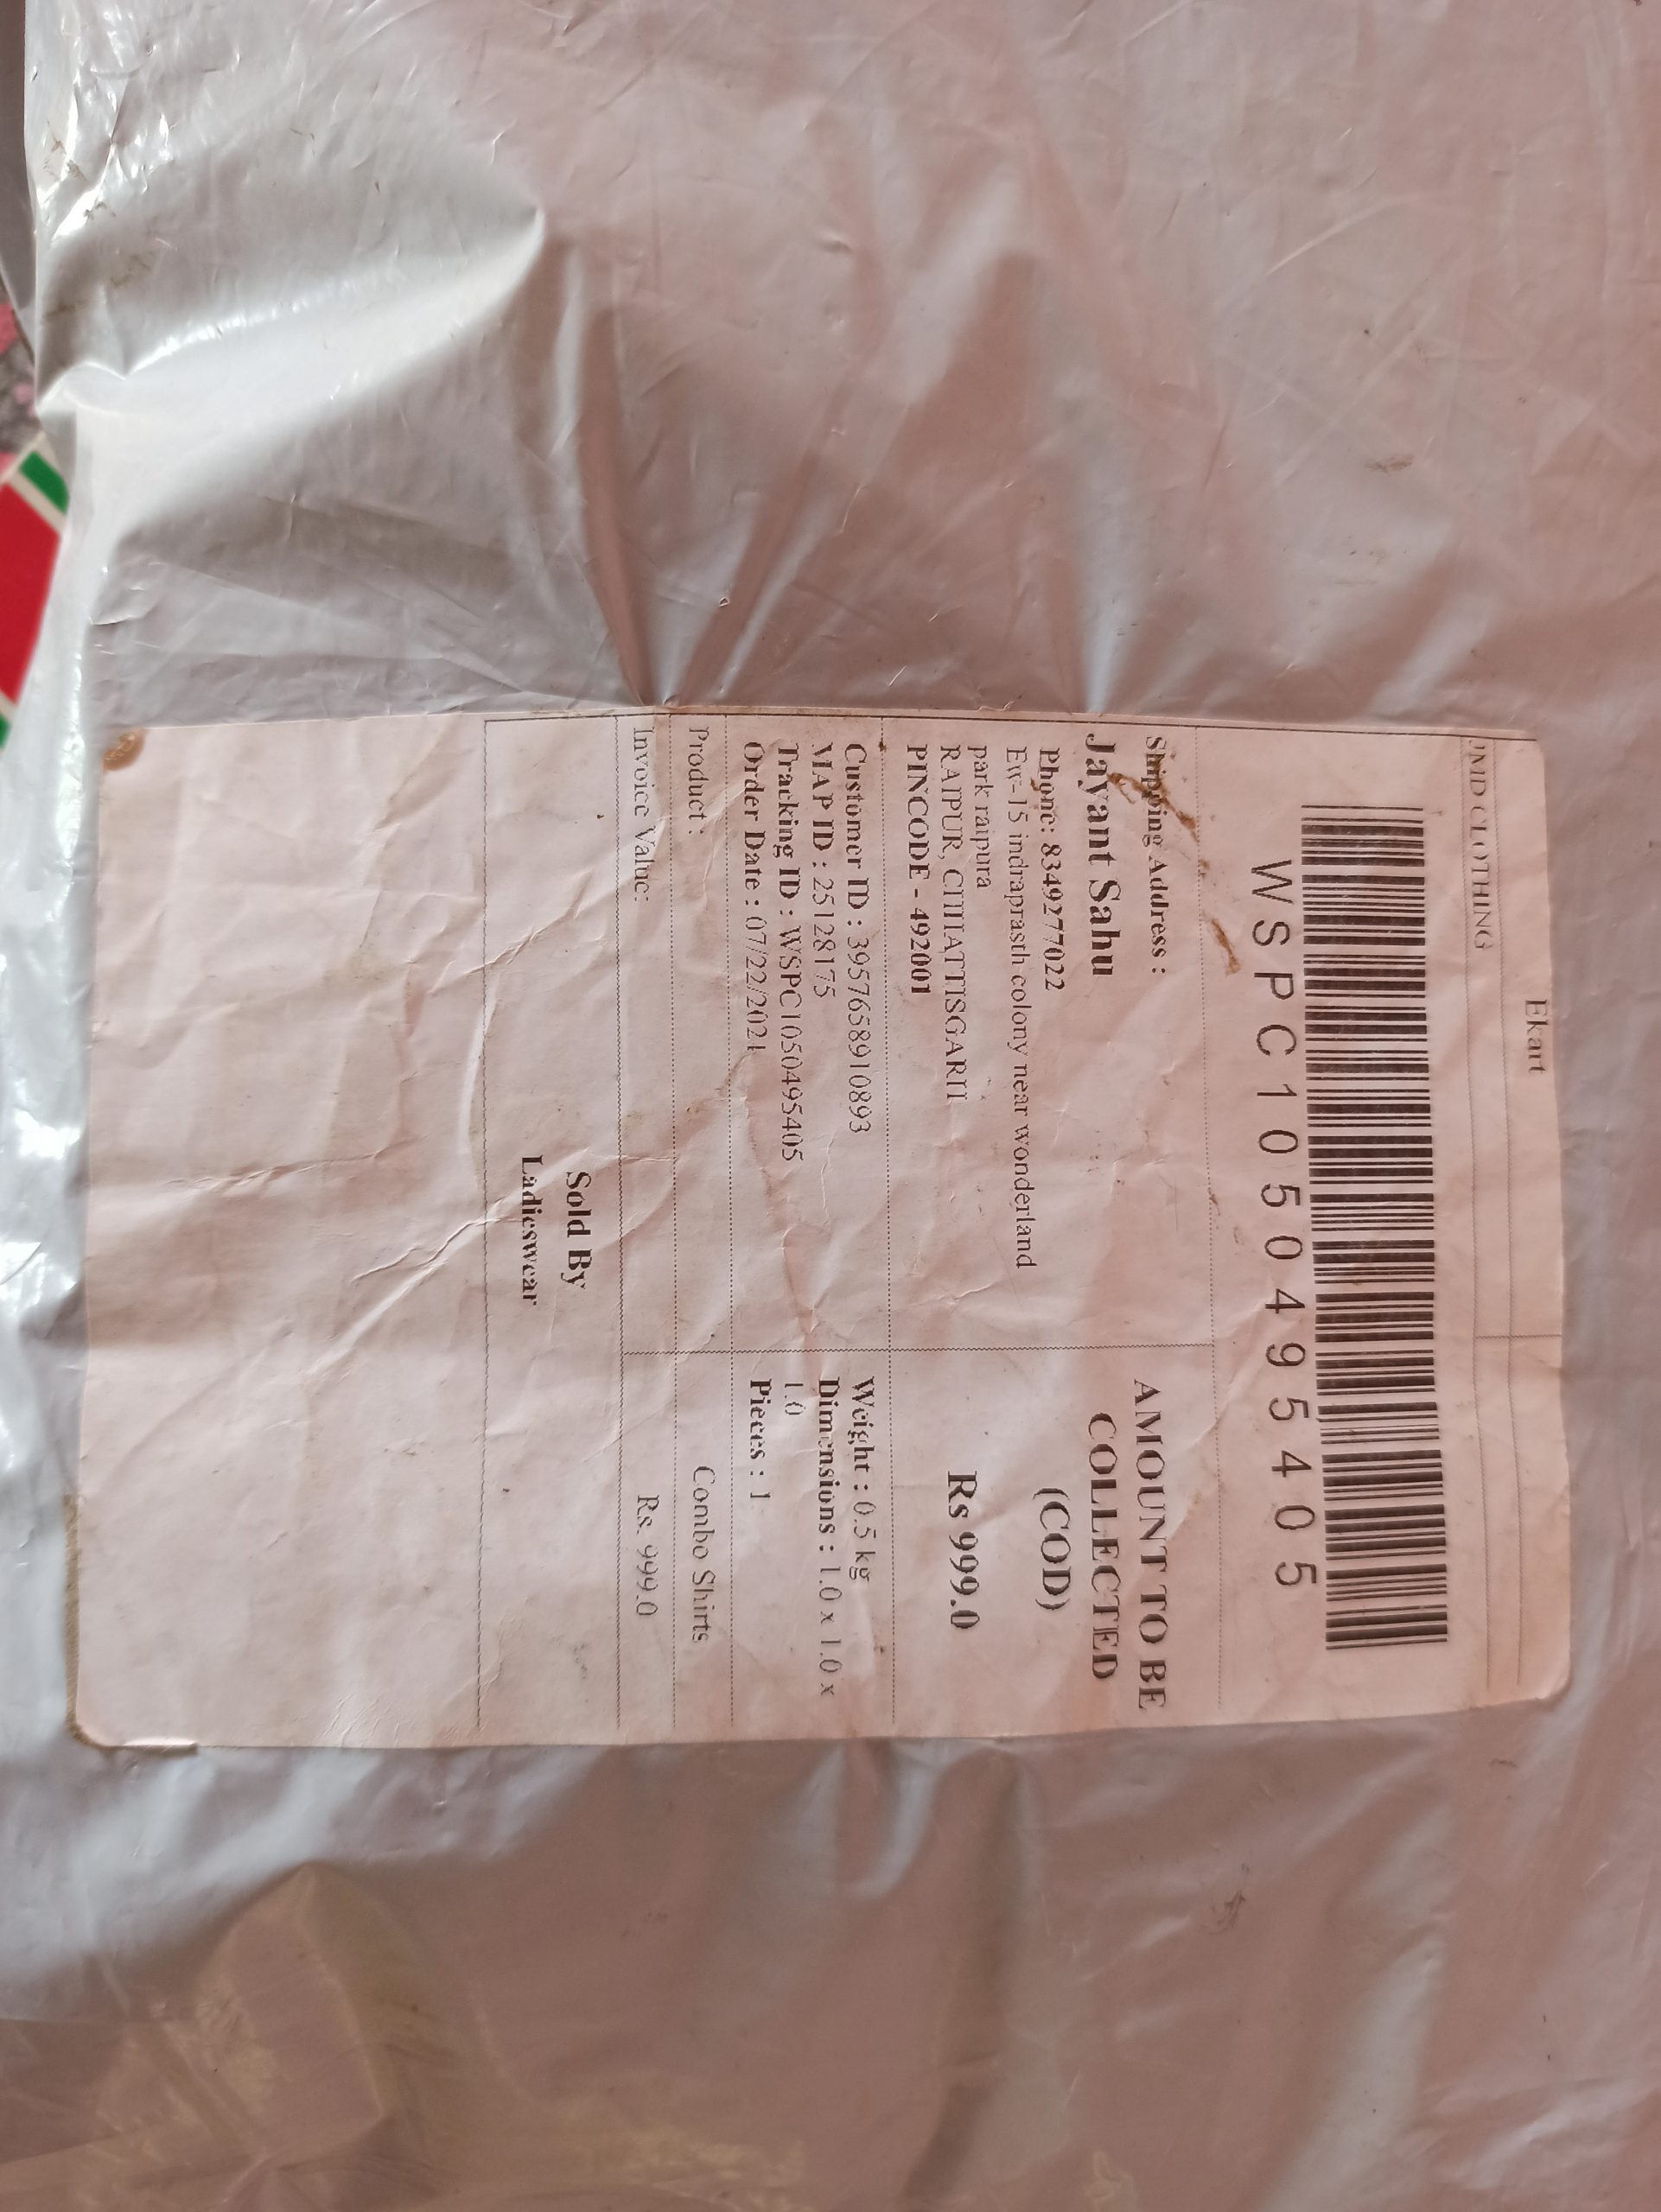 Ekart
PMD CLOTHING
WSPC1050495405
Shipping Address :
Jayant Sahu
Phone: 8349277022
Ew-15 indraprasth colony near wonderland
park raipura
RAIPUR, CHHATTISGARH
PINCODE - 492001
AMOUNT TO BE
COLLECTED
(COD)
Rs 999.0
Customer ID : 3957658910893
MAP ID : 25128175
Tracking ID : WSPC1050495405
Order Date : 07/22/2021
Weight : 0.5 kg
Dimensions : 1.0 x 1.0 x
1.0
Pieces : 1
Product : Combo Shirts
Invoice Value: Rs. 999.0
Sold By
Ladieswear